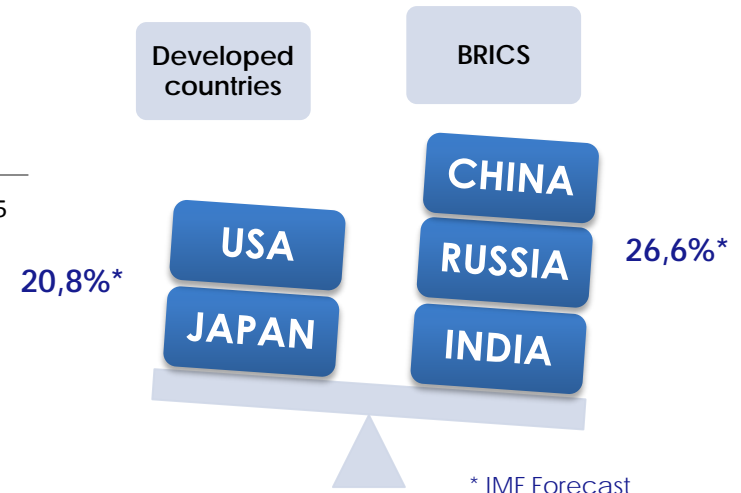 Developed
countries
BRICS
CHINA
USA
RUSSIA
26,6%*
20,8%*
JAPAN
INDIA
* IMF Forecast